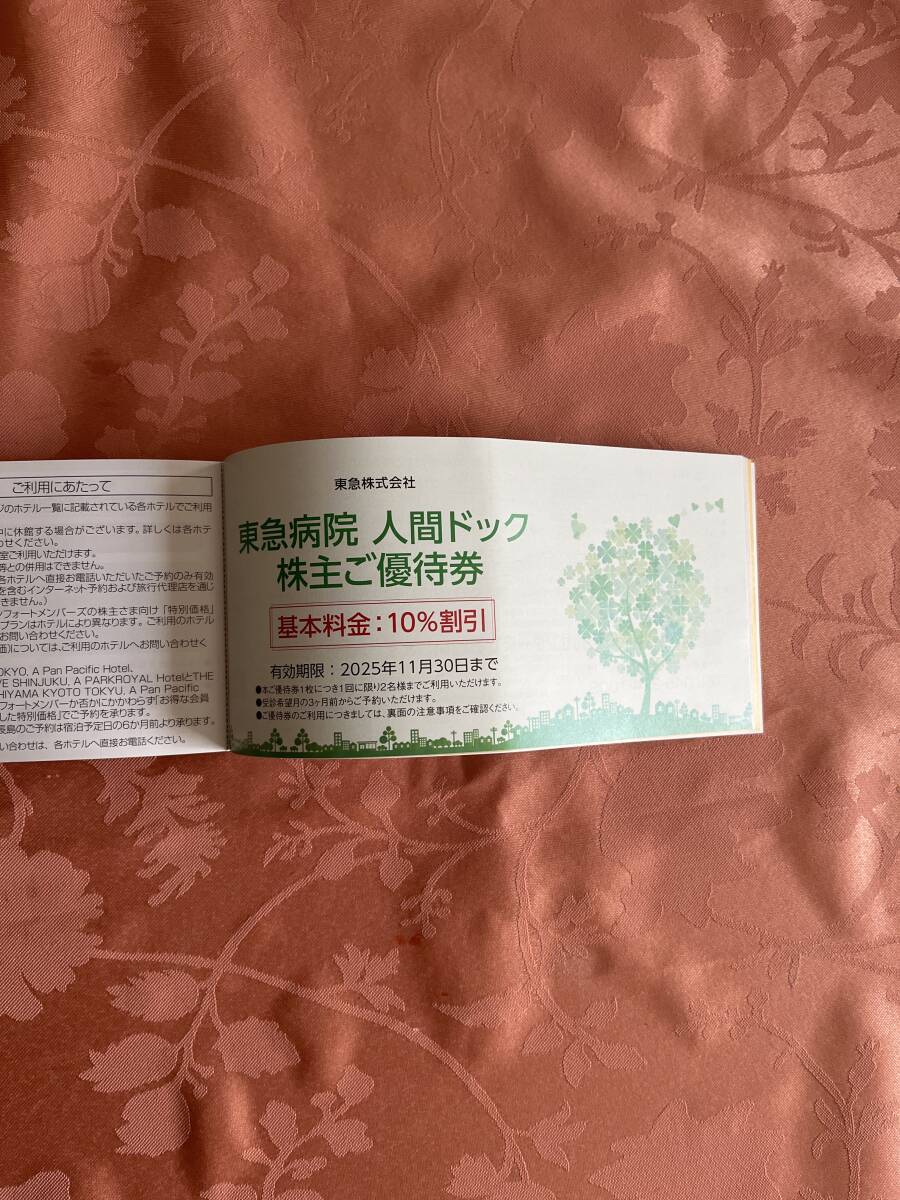 ご利用にあたって
ジのホテル一覧に記載されている各ホテルでご利用
中に休館する場合がございます。詳しくは各ホテ
わせください。
室ご利用いただけます。
等との併用はできません。
各ホテルへ直接お電話いただいたご予約のみ有効
を含むインターネット予約および旅行代理店を通じ
できません。)
ンフォートメンバーズの株主さま向け「特別価格」
プランはホテルにより異なります。ご利用のホテル
お問い合わせください。
価)については、ご利用のホテルへお問い合わせく
OKYO, A Pan Pacific Hotel、
VE SHINJUKU, A PARKROYAL HotelとTHE
HIYAMA KYOTO TOKYU, A Pan Pacific
フォートメンバーか否かにかかわらず「お得な会員
した特別価格」でご予約を承ります。
長島のご予約は宿泊予定日の6か月前より承ります。
い合わせは、各ホテルへ直接お電話ください。
東急株式会社
東急病院 人間ドック
株主ご優待券
基本料金:10%割引
有効期限:2025年11月30日まで
●本ご優待券1枚につき1回に限り2名様までご利用いただけます。
●受診希望月の3ヶ月前からご予約いただけます。
●ご優待券のご利用につきましては、裏面の注意事項をご確認ください。